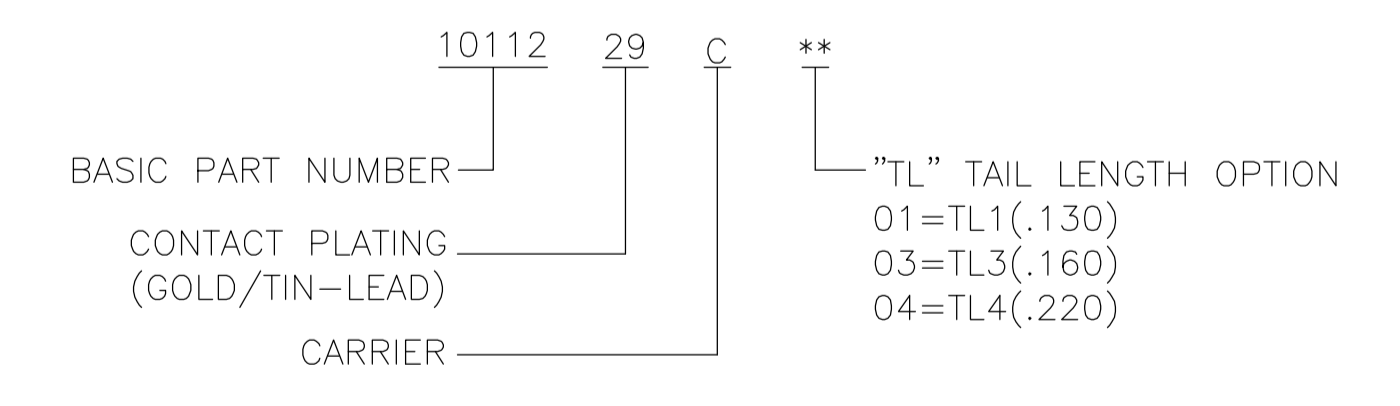 10112 29 C **
BASIC PART NUMBER
"TL" TAIL LENGTH OPTION
01=TL1(.130)
03=TL3(.160)
04=TL4(.220)
CONTACT PLATING
(GOLD/TIN-LEAD)
CARRIER